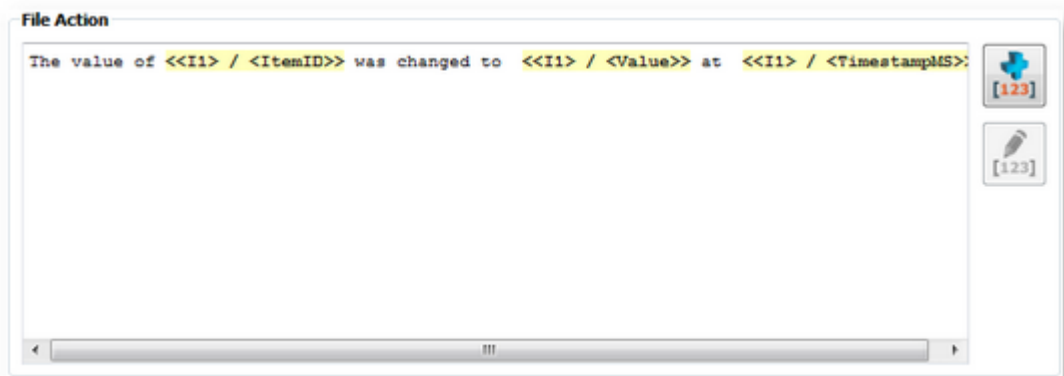 File Action
The value of <<I1> / <ItemID>> was changed to <<I1> / <Value>> at <<I1> / <TimestampMS>>
[123]
[123]